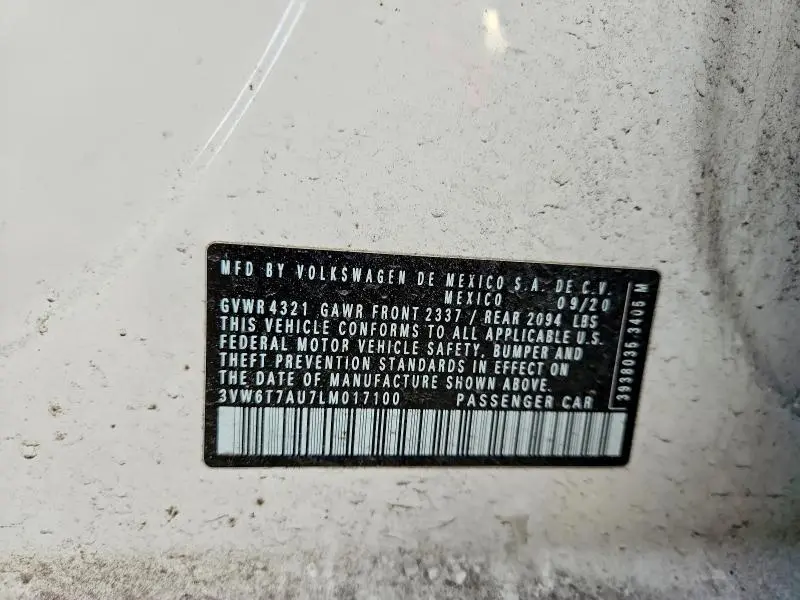 MFD BY VOLKSWAGEN DE MEXICO S.A. DE C.V.
MEXICO 09/20
GVWR 4321 GAWR FRONT 2337 / REAR 2094 LBS
THIS VEHICLE CONFORMS TO ALL APPLICABLE U.S.
FEDERAL MOTOR VEHICLE SAFETY, BUMPER AND
THEFT PREVENTION STANDARDS IN EFFECT ON
THE DATE OF MANUFACTURE SHOWN ABOVE.
3VW6T7AU7LM017100 PASSENGER CAR
3938035 3405 M